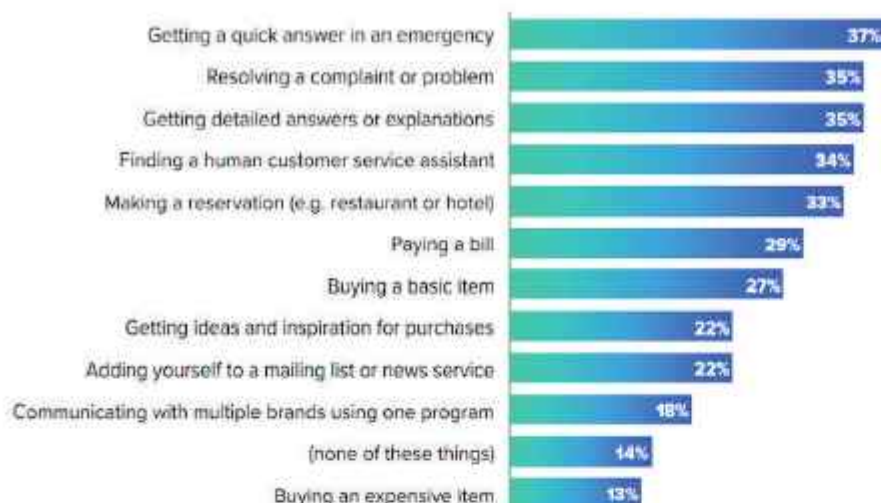 Getting a quick answer in an emergency 37%
Resolving a complaint or problem 35%
Getting detailed answers or explanations 35%
Finding a human customer service assistant 34%
Making a reservation (e.g. restaurant or hotel) 33%
Paying a bill 29%
Buying a basic item 27%
Getting ideas and inspiration for purchases 22%
Adding yourself to a mailing list or news service 22%
Communicating with multiple brands using one program 18%
(none of these things) 14%
Buying an expensive item 13%